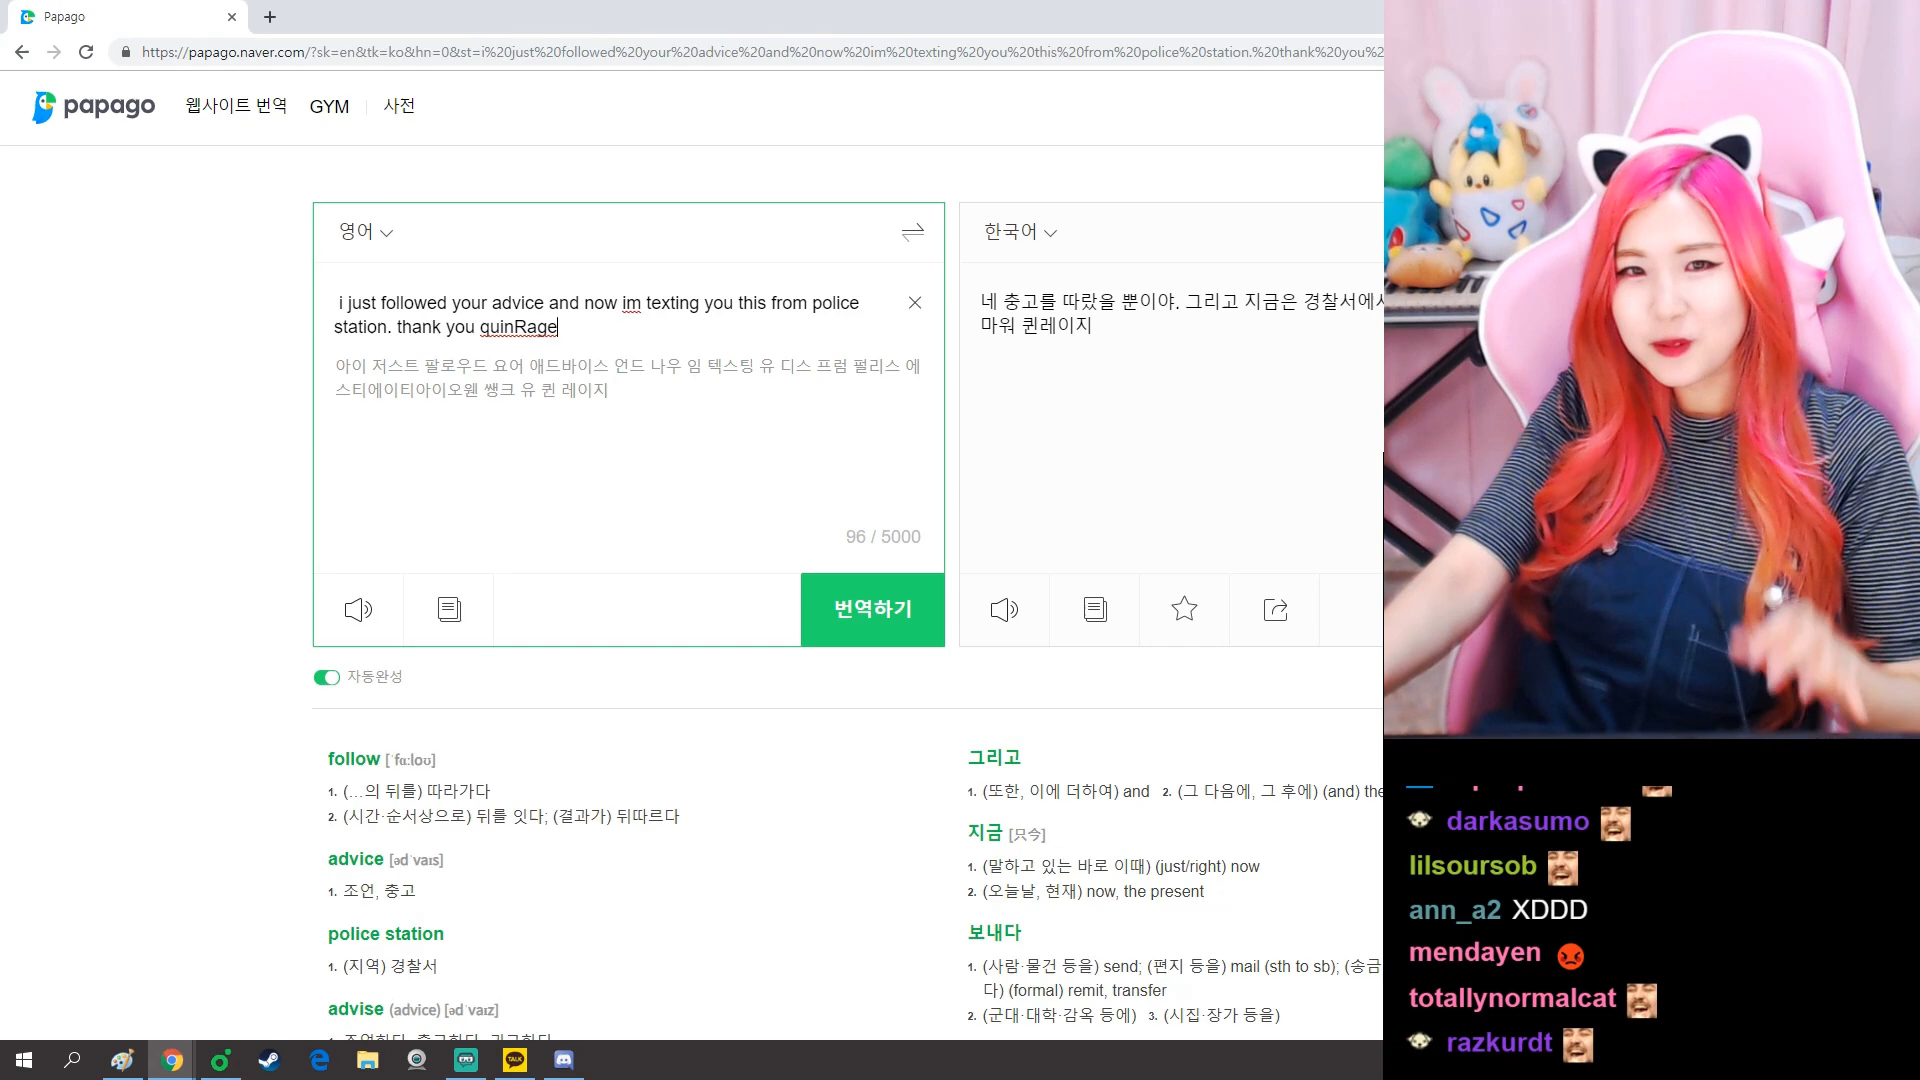 Papago
https://papago.naver.com/?sk=en&tk=ko&hn=0&st=i%20just%20followed%20your%20advice%20and%20now%20im%20texting%20you%20this%20from%20police%20station.%20thank%20you%2
papago 웹사이트 번역 GYM 사전
영어
한국어
i just followed your advice and now im texting you this from police
station. thank you quinRage
아이 저스트 팔로우드 요어 애드바이스 언드 나우 임 텍스팅 유 디스 프럼 펄리스 에
스티에이티아이오웬 쌩크 유 퀸 레이지
96 / 5000
번역하기
네 충고를 따랐을 뿐이야. 그리고 지금은 경찰서에서
마워 퀸레이지
자동완성
follow [ˈfɑːloʊ]
1. (…의 뒤를) 따라가다
2. (시간·순서상으로) 뒤를 잇다; (결과가) 뒤따르다
advice [ədˈvaɪs]
1. 조언, 충고
police station
1. (지역) 경찰서
advise (advice) [ədˈvaɪz]
그리고
1. (또한, 이에 더하여) and 2. (그 다음에, 그 후에) (and) the
지금 [只今]
1. (말하고 있는 바로 이때) (just/right) now
2. (오늘날, 현재) now, the present
보내다
1. (사람·물건 등을) send; (편지 등을) mail (sth to sb); (송금
다) (formal) remit, transfer
2. (군대·대학·감옥 등에) 3. (시집·장가 등을)
darkasumo
lilsoursob
ann_a2 XDDD
mendayen
totallynormalcat
razkurdt
TALK